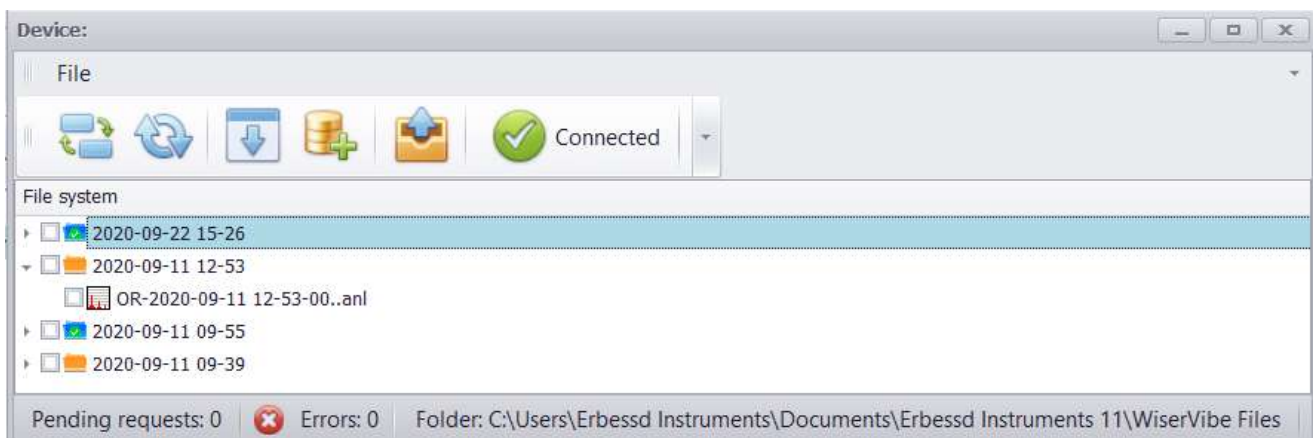 Device:
File
Connected
File system
2020-09-22 15-26
2020-09-11 12-53
OR-2020-09-11 12-53-00..anl
2020-09-11 09-55
2020-09-11 09-39
Pending requests: 0 Errors: 0 Folder: C:\Users\Erbessd Instruments\Documents\Erbessd Instruments 11\WiserVibe Files